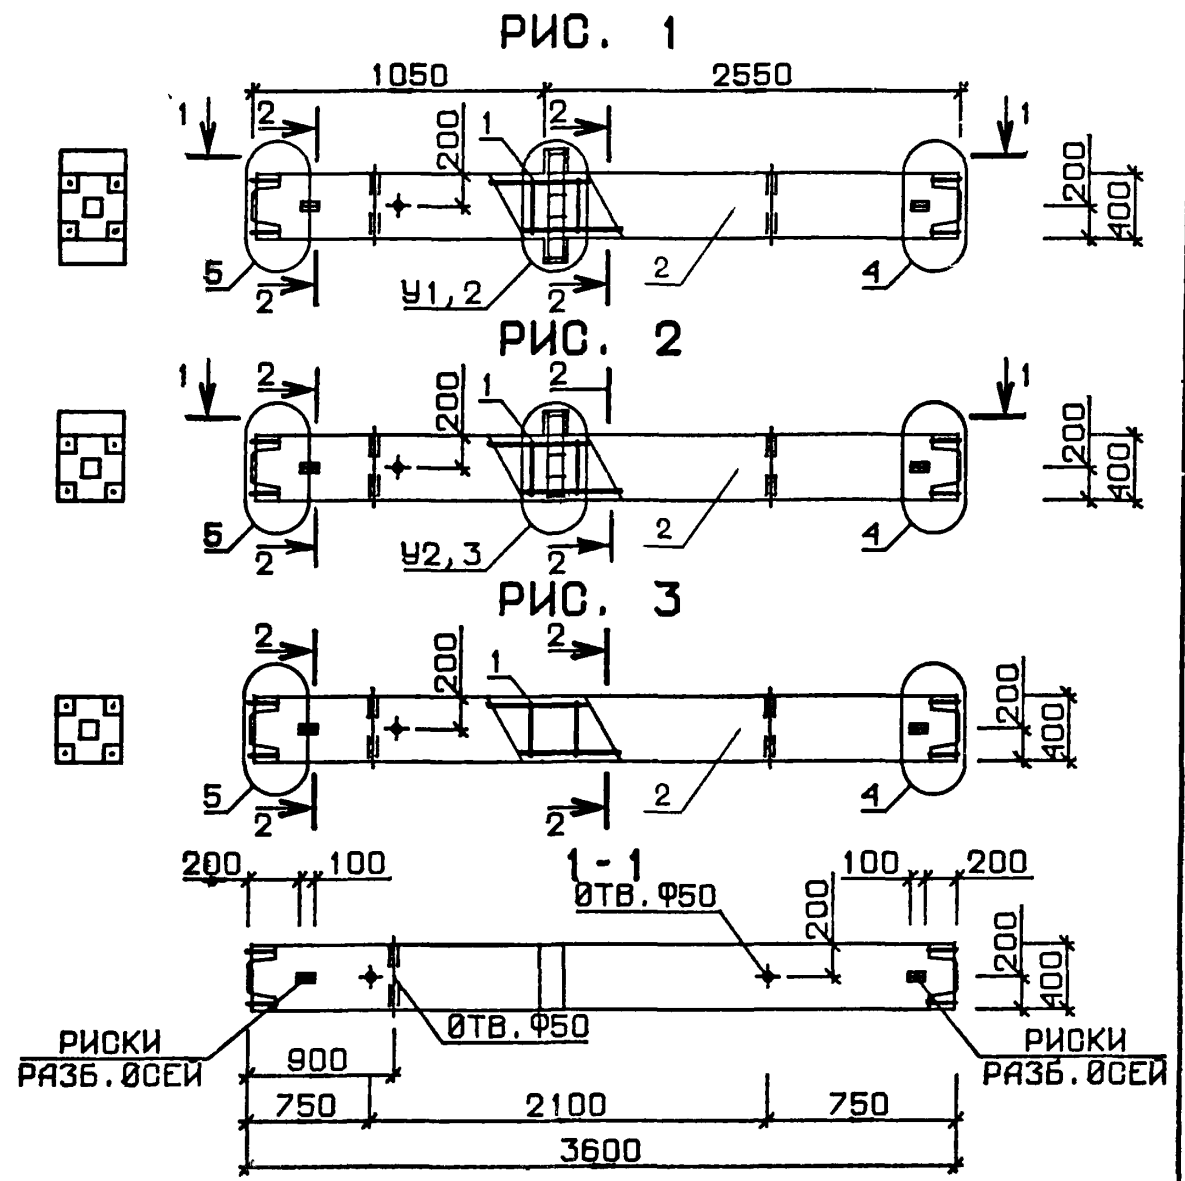 РИС. 1
1050 2550
1 2 200 1 2 1
200 400
5 2 У1,2 2 2 4
РИС. 2
1 2 200 1 2 1
200 400
5 2 У2,3 2 2 4
РИС. 3
2 200 1 2
200 400
5 2 2 2 4
1-1
200 100 ОТВ. Ф50 200 100 200
200 400
РИСКИ
РАЗБ. ОСЕЙ
ОТВ. Ф50
РИСКИ
РАЗБ. ОСЕЙ
900
750 2100 750
3600